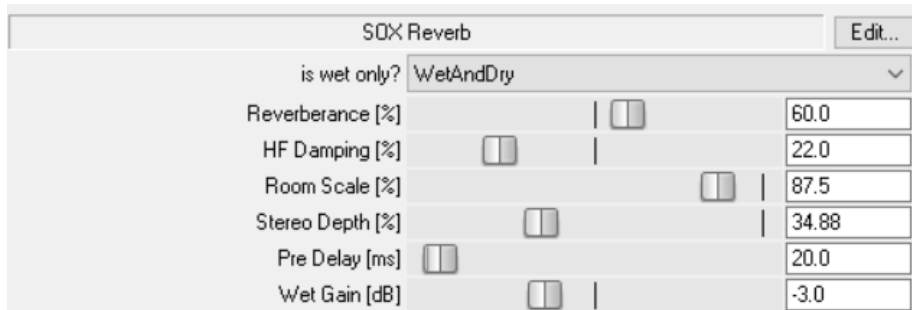 SOX Reverb Edit...
is wet only? WetAndDry
Reverberance [%] 60.0
HF Damping [%] 22.0
Room Scale [%] 87.5
Stereo Depth [%] 34.88
Pre Delay [ms] 20.0
Wet Gain [dB] -3.0